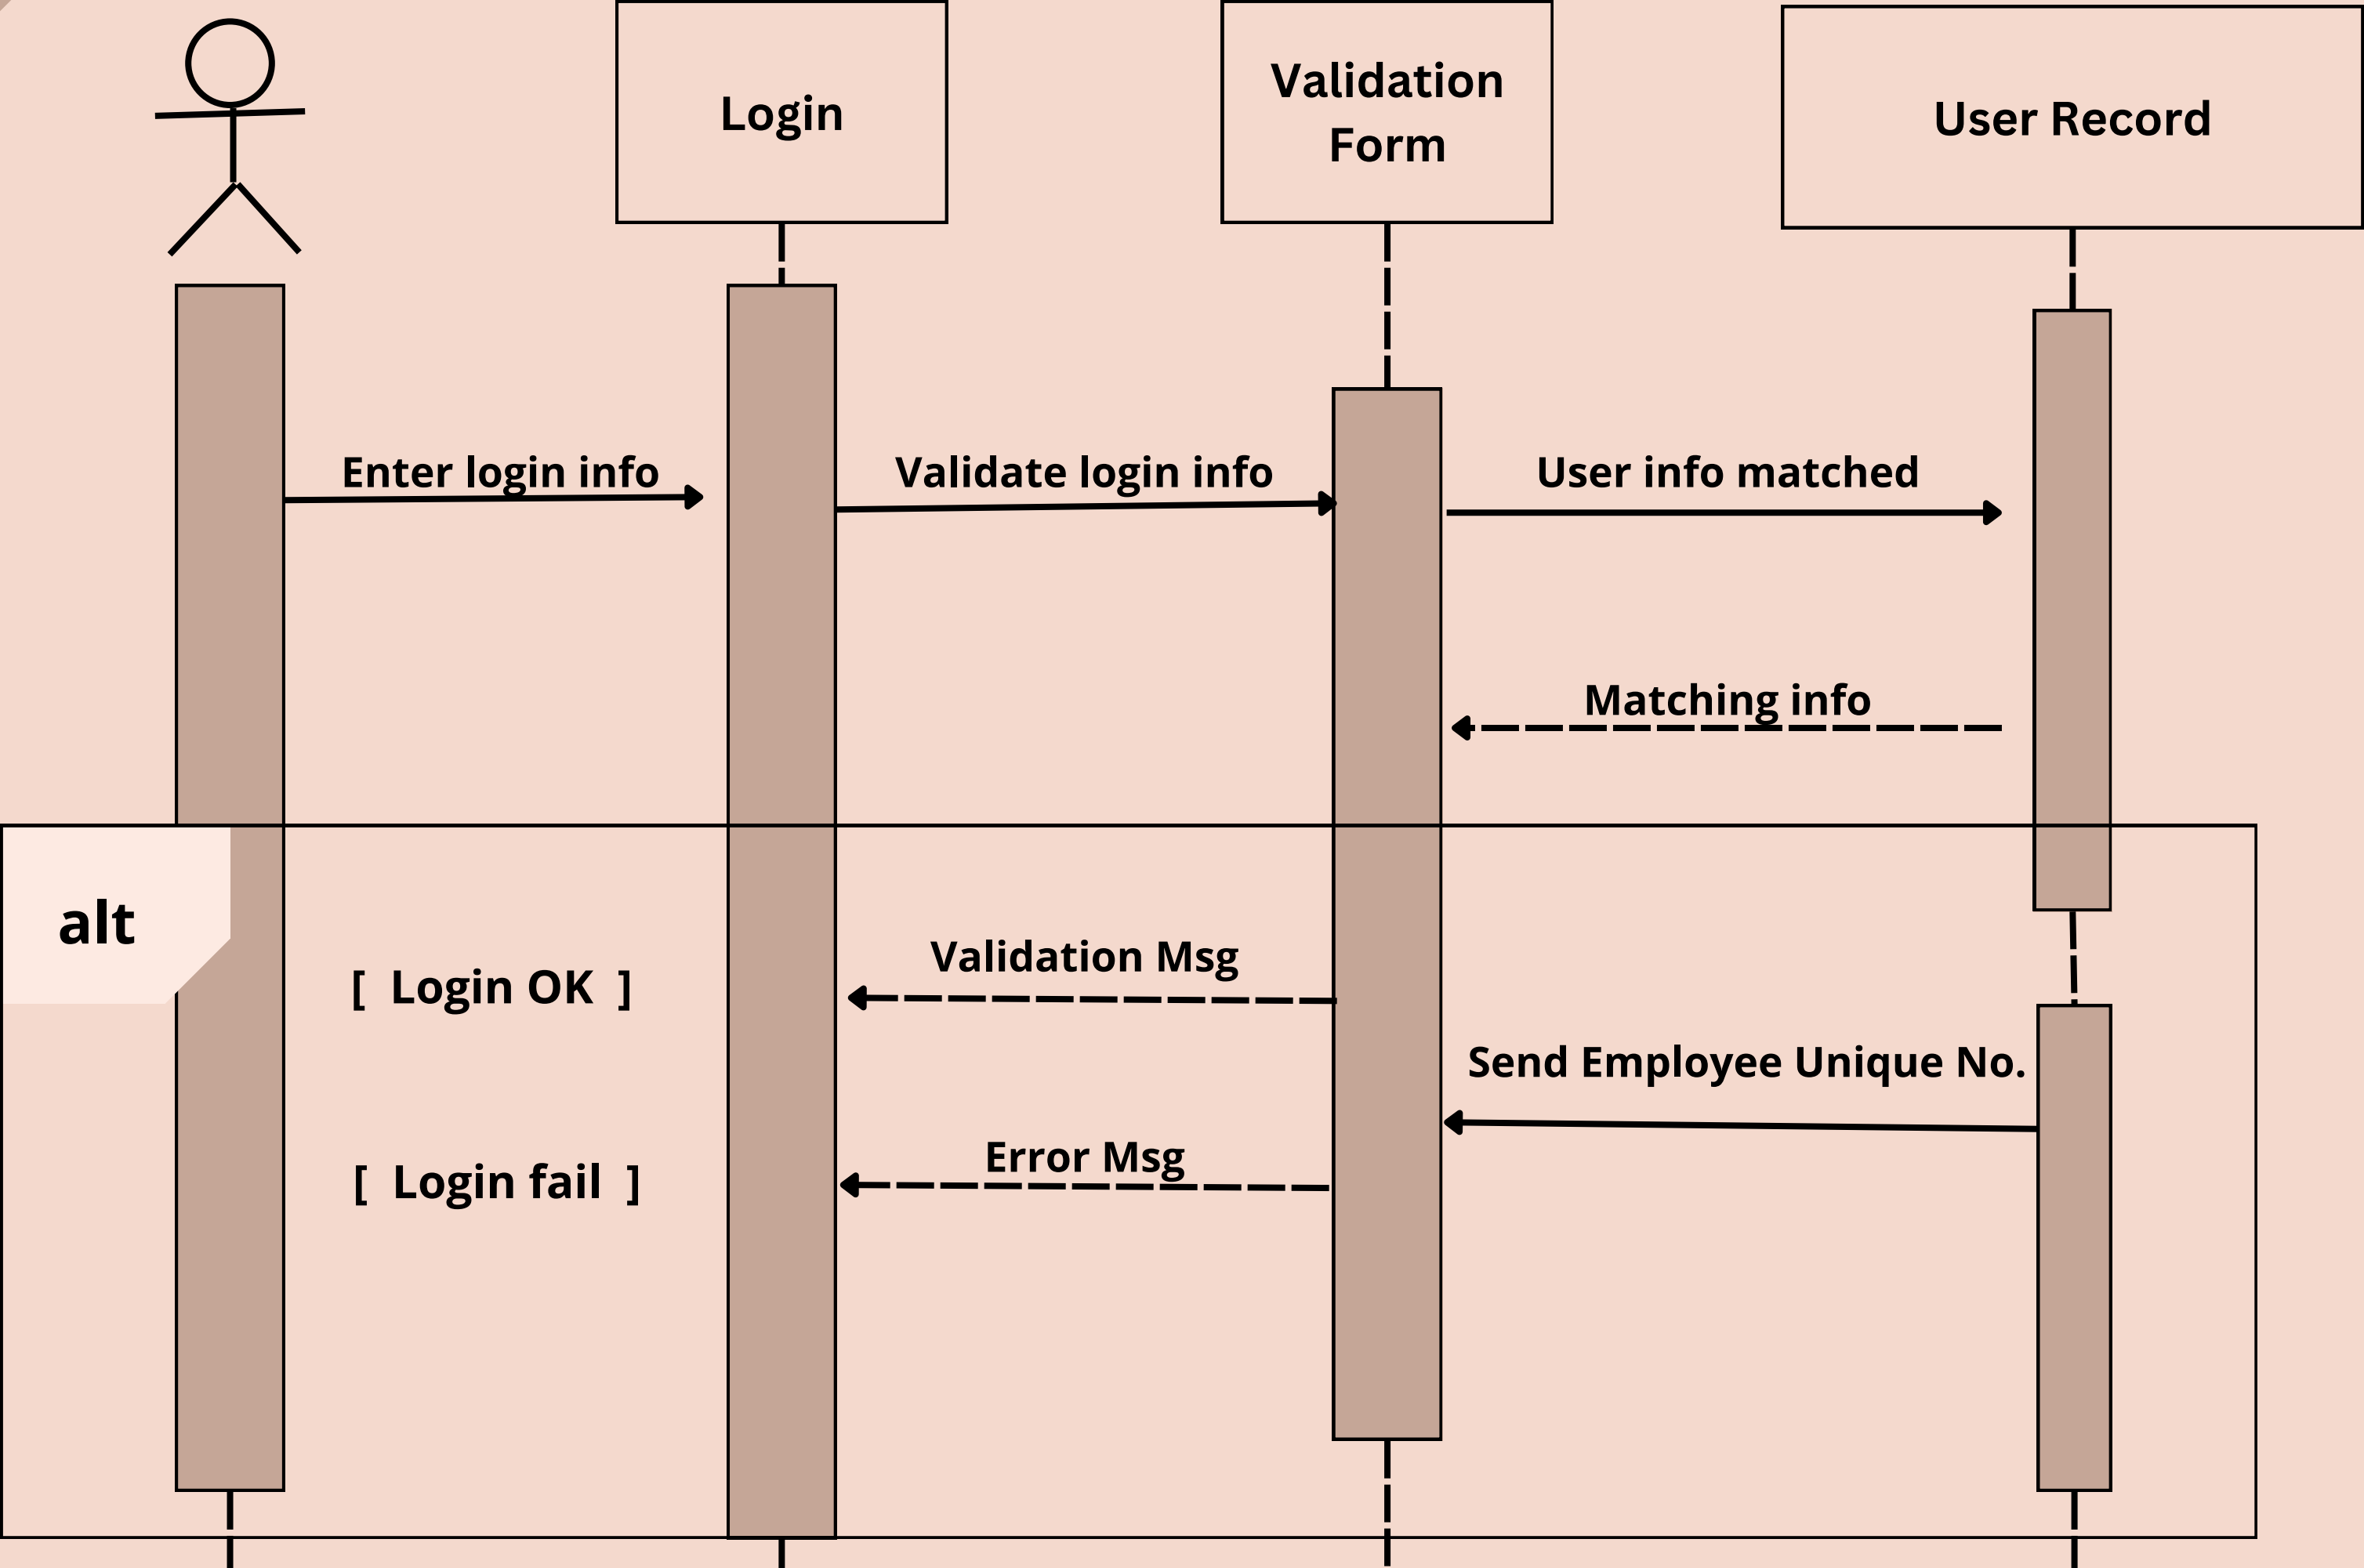 Login
Validation
Form
User Record
Enter login info
Validate login info
User info matched
Matching info
alt
[ Login OK ]
Validation Msg
Send Employee Unique No.
Error Msg
[ Login fail ]